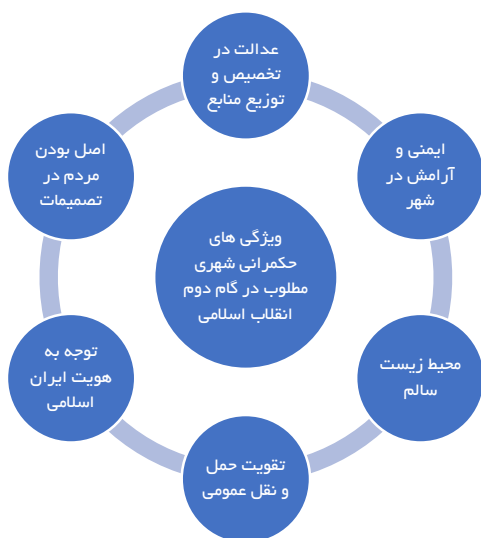 عدالت در
تخصیص و
توزیع منابع
ایمنی و
آرامش در
شهر
محیط زیست
سالم
تقویت حمل
و نقل عمومی
توجه به
هویت ایران
اسلامی
اصل بودن
مردم در
تصمیمات
ویژگی های
حکمرانی شهری
مطلوب در گام دوم
انقلاب اسلامی